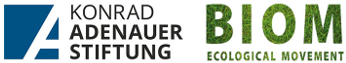 KONRAD
ADENAUER
STIFTUNG
BIOM
ECOLOGICAL MOVEMENT